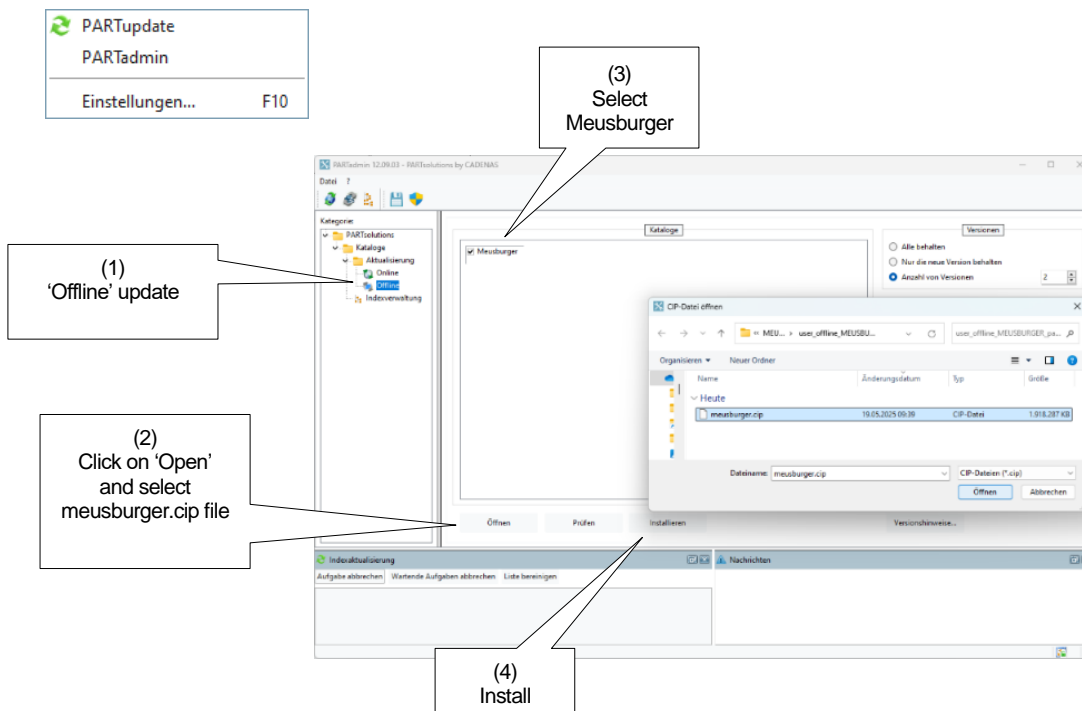 PARTupdate
PARTadmin
Einstellungen... F10
(3)
Select
Meusburger
PARTadmin 12.09.03 - PARTsolutions by CADENAS
Datei ?
Kategorie:
PARTsolutions
Kataloge
Aktualisierung
Online
Offline
Indexverwaltung
(1)
‘Offline’ update
Kataloge
Meusburger
Versionen
Alle behalten
Nur die neue Version behalten
Anzahl von Versionen 2
CIP-Datei öffnen
« MEU... › user_offline_MEUSBU...
user_offline_MEUSBURGER_pa...
Organisieren
Neuer Ordner
Name Änderungsdatum Typ Größe
Heute
meusburger.cip 19.05.2025 09:39 CIP-Datei 1.918.287 KB
Dateiname: meusburger.cip
CIP-Dateien (*.cip)
Öffnen Abbrechen
(2)
Click on ‘Open’
and select
meusburger.cip file
Öffnen Prüfen Installieren Versionshinweise...
Indexaktualisierung
Aufgabe abbrechen Wartende Aufgaben abbrechen Liste bereinigen
Nachrichten
(4)
Install